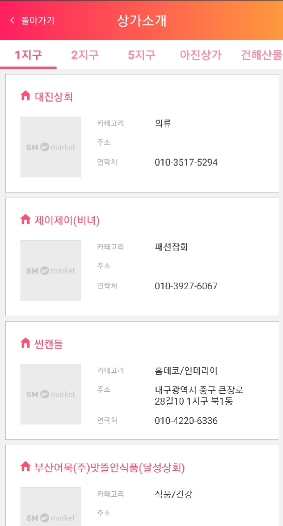 돌아가기
상가소개
1지구 2지구 5지구 아진상가 건해산물
대진상회
SM market
카테고리 의류
주소
연락처 010-3517-5294
제이제이(비녀)
SM market
카테고리 패션잡화
주소
연락처 010-3927-6067
씬캔들
SM market
카테고리 홈데코/인테리어
주소 대구광역시 중구 큰장로
28길10 1지구 북1동
연락처 010-4220-6336
부산어묵(주)맛뜰안식품(달성상회)
SM market
카테고리 식품/건강
주소